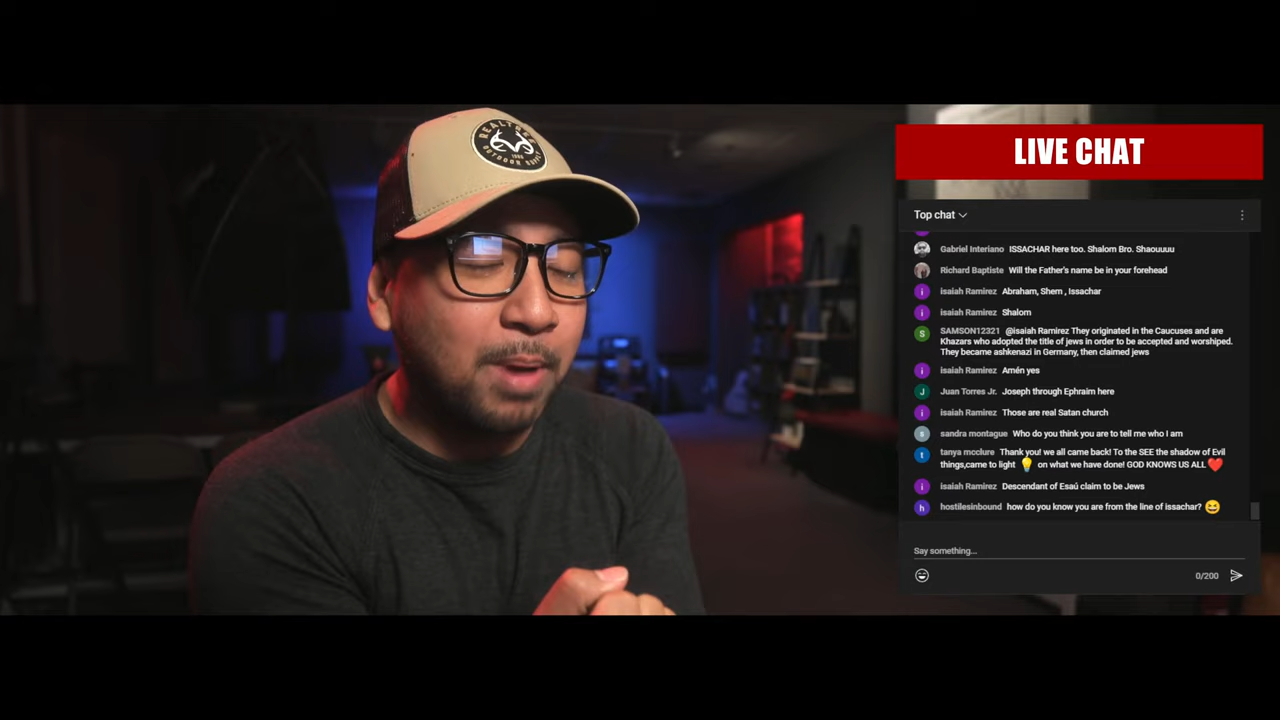 REALTREE
1986
OUTDOOR SUPPLY
LIVE CHAT
Top chat
Gabriel Interiano ISSACHAR here too. Shalom Bro. Shaouuuu
Richard Baptiste Will the Father's name be in your forehead
i isaiah Ramirez Abraham, Shem , Issachar
i isaiah Ramirez Shalom
S SAMSON12321 @isaiah Ramirez They originated in the Caucuses and are
Khazars who adopted the title of jews in order to be accepted and worshiped.
They became ashkenazi in Germany, then claimed jews
i isaiah Ramirez Amén yes
J Juan Torres Jr. Joseph through Ephraim here
i isaiah Ramirez Those are real Satan church
s sandra montague Who do you think you are to tell me who I am
t tanya mcclure Thank you! we all came back! To the SEE the shadow of Evil
things,came to light 💡 on what we have done! GOD KNOWS US ALL❤️
i isaiah Ramirez Descendant of Esaú claim to be Jews
h hostilesinbound how do you know you are from the line of issachar? 😆
Say something...
0/200